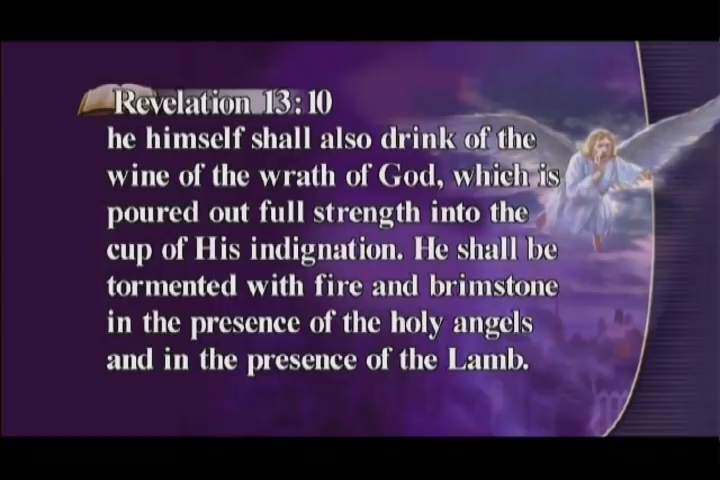 Revelation 13:10
he himself shall also drink of the
wine of the wrath of God, which is
poured out full strength into the
cup of His indignation. He shall be
tormented with fire and brimstone
in the presence of the holy angels
and in the presence of the Lamb.